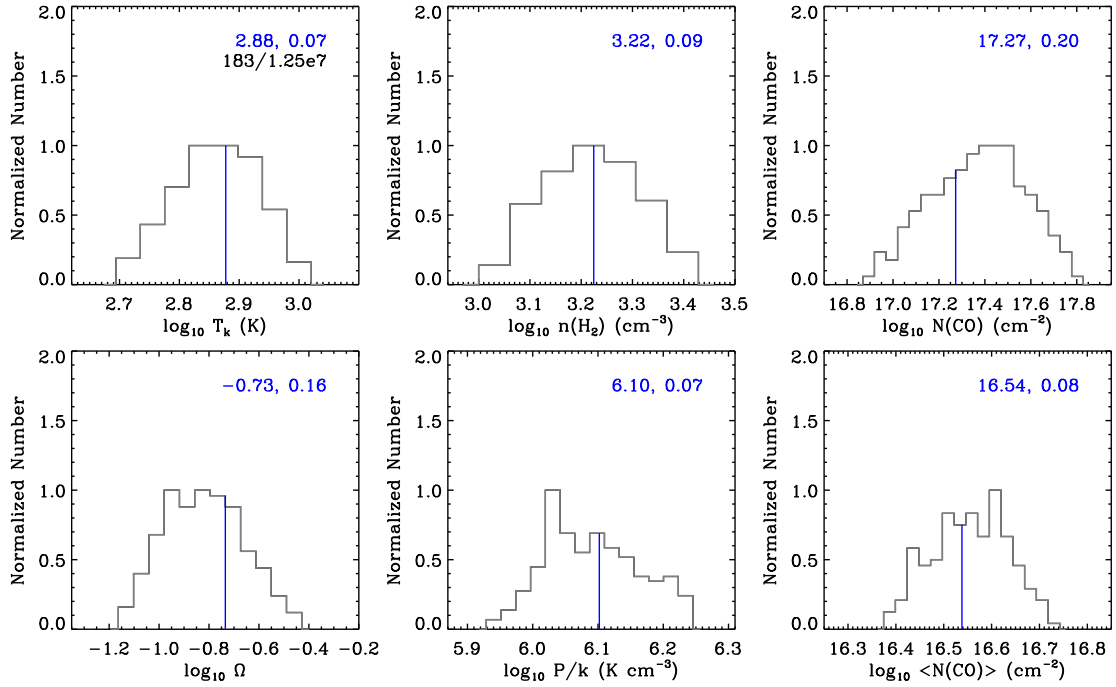 2.0
1.5
1.0
0.5
0.0
Normalized Number
2.88, 0.07
183/1.25e7
2.7 2.8 2.9 3.0
log₁₀ Tₖ (K)
2.0
1.5
1.0
0.5
0.0
Normalized Number
3.22, 0.09
3.0 3.1 3.2 3.3 3.4 3.5
log₁₀ n(H₂) (cm⁻³)
2.0
1.5
1.0
0.5
0.0
Normalized Number
17.27, 0.20
16.8 17.0 17.2 17.4 17.6 17.8
log₁₀ N(CO) (cm⁻²)
2.0
1.5
1.0
0.5
0.0
Normalized Number
−0.73, 0.16
−1.2 −1.0 −0.8 −0.6 −0.4 −0.2
log₁₀ Ω
2.0
1.5
1.0
0.5
0.0
Normalized Number
6.10, 0.07
5.9 6.0 6.1 6.2 6.3
log₁₀ P/k (K cm⁻³)
2.0
1.5
1.0
0.5
0.0
Normalized Number
16.54, 0.08
16.3 16.4 16.5 16.6 16.7 16.8
log₁₀ <N(CO)> (cm⁻²)